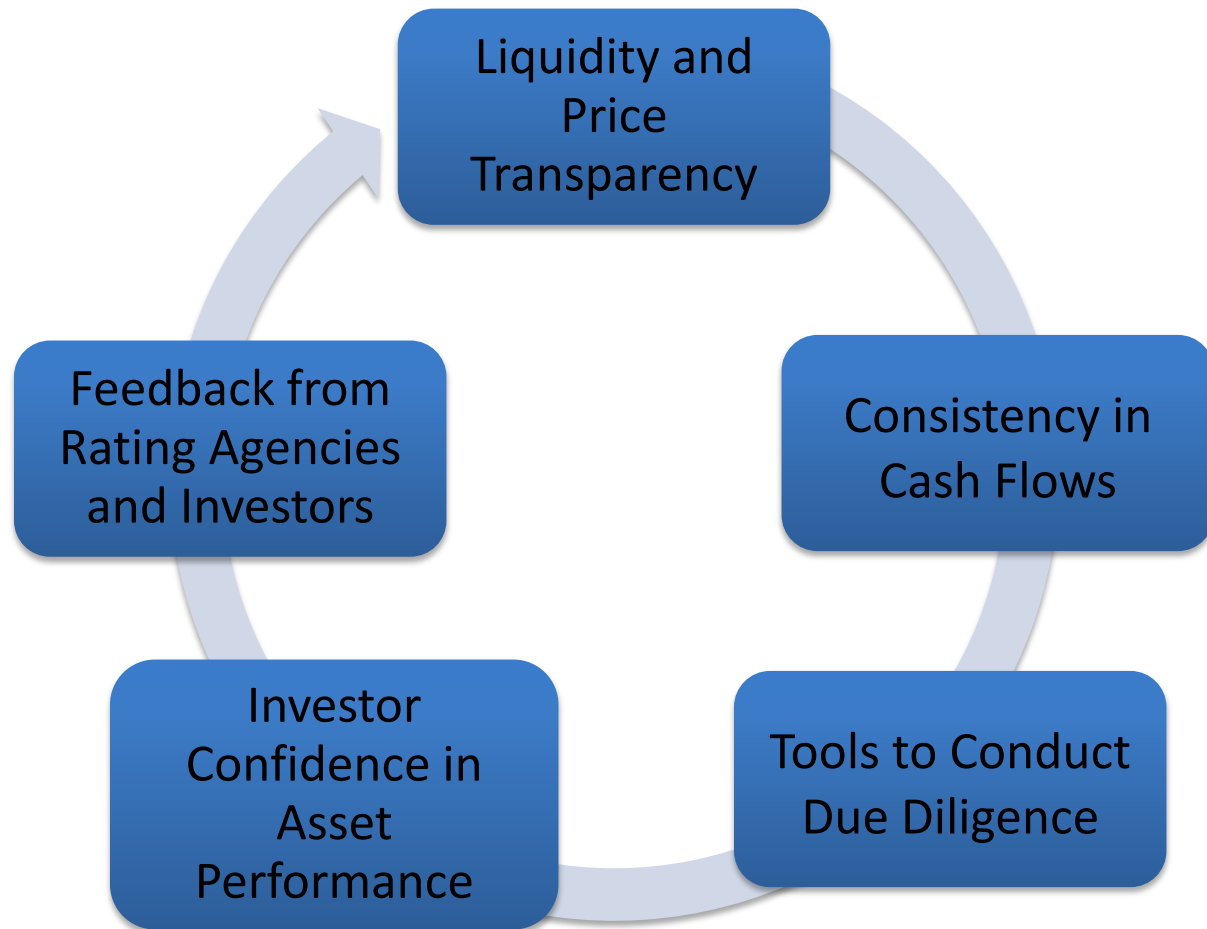 Liquidity and
Price
Transparency
Consistency in
Cash Flows
Tools to Conduct
Due Diligence
Investor
Confidence in
Asset
Performance
Feedback from
Rating Agencies
and Investors